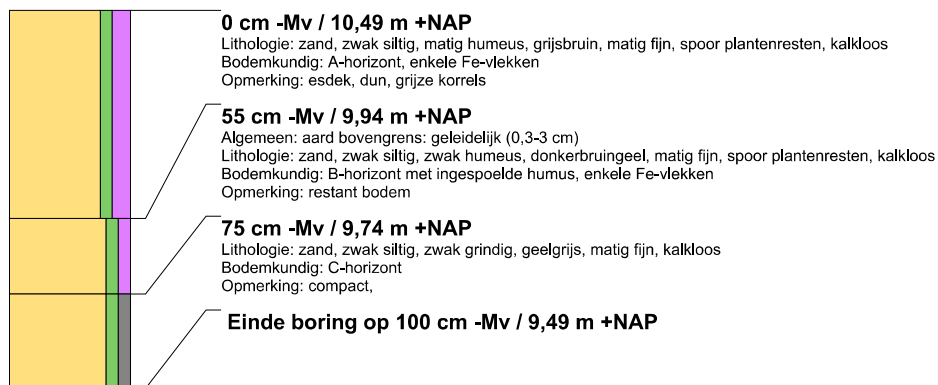 0 cm -Mv / 10,49 m +NAP
Lithologie: zand, zwak siltig, matig humeus, grijsbruin, matig fijn, spoor plantenresten, kalkloos
Bodemkundig: A-horizont, enkele Fe-vlekken
Opmerking: esdek, dun, grijze korrels
55 cm -Mv / 9,94 m +NAP
Algemeen: aard bovengrens: geleidelijk (0,3-3 cm)
Lithologie: zand, zwak siltig, zwak humeus, donkerbruingeel, matig fijn, spoor plantenresten, kalkloos
Bodemkundig: B-horizont met ingespoelde humus, enkele Fe-vlekken
Opmerking: restant bodem
75 cm -Mv / 9,74 m +NAP
Lithologie: zand, zwak siltig, zwak grindig, geelgrijs, matig fijn, kalkloos
Bodemkundig: C-horizont
Opmerking: compact,
Einde boring op 100 cm -Mv / 9,49 m +NAP